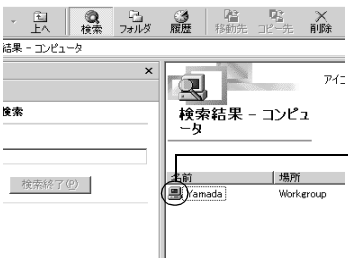 上へ 検索 フォルダ 履歴 移動先 コピー先 削除
結果 - コンピュータ
検索
検索終了(P)
アイコ
検索結果 - コンピュ
ータ
名前 場所
Yamada Workgroup